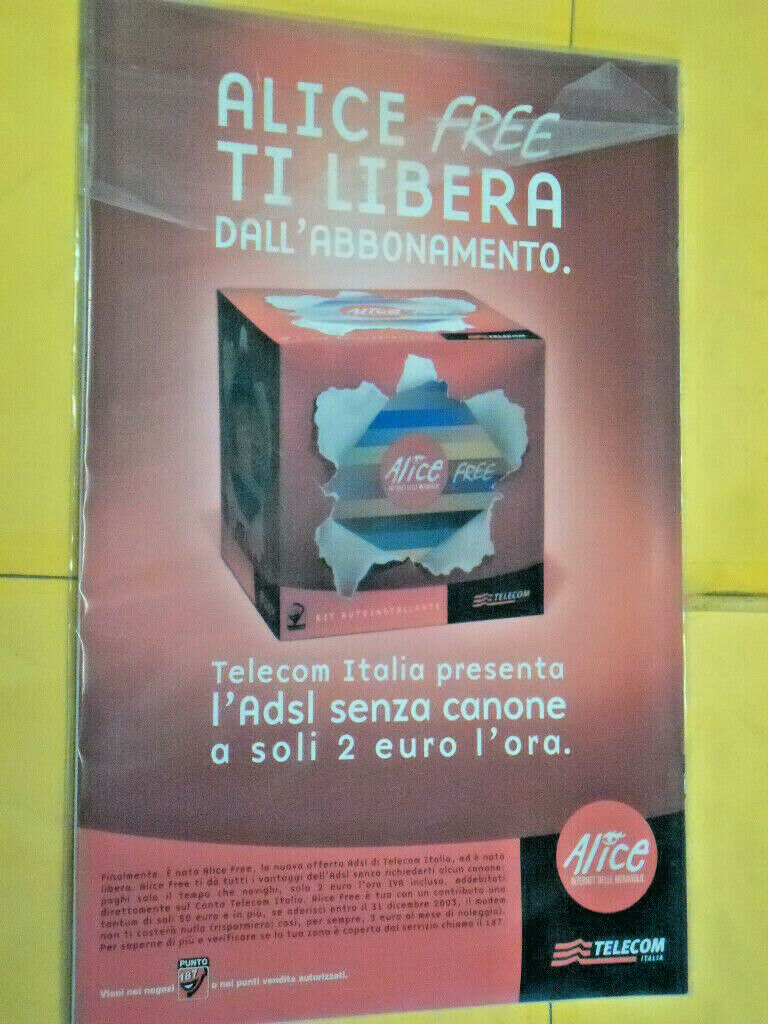 ALICE FREE
TI LIBERA
DALL'ABBONAMENTO.
Alice FREE
TELECOM
Alice FREE
INTERNET DELLE MERAVIGLIE
KIT AUTOINSTALLANTE
TELECOM
Telecom Italia presenta
l'Adsl senza canone
a soli 2 euro l'ora.
Alice
INTERNET DELLE MERAVIGLIE
Finalmente. È nata Alice Free, la nuova offerta Adsl di Telecom Italia, ed è nata
libera. Alice Free ti dà tutti i vantaggi dell'Adsl senza richiederti alcun canone:
paghi solo il tempo che navighi, solo 2 euro l'ora IVA inclusa, addebitati
direttamente sul Conto Telecom Italia. Alice Free è tua con un contributo una
tantum di soli 50 euro e in più, se aderisci entro il 31 dicembre 2003, il modem
non ti costerà nulla (risparmierai così, per sempre, 3 euro al mese di noleggio).
Per saperne di più e verificare se la tua zona è coperta dal servizio chiama il 187.
TELECOM
ITALIA
Vieni nei negozi PUNTO 187 o nei punti vendita autorizzati.